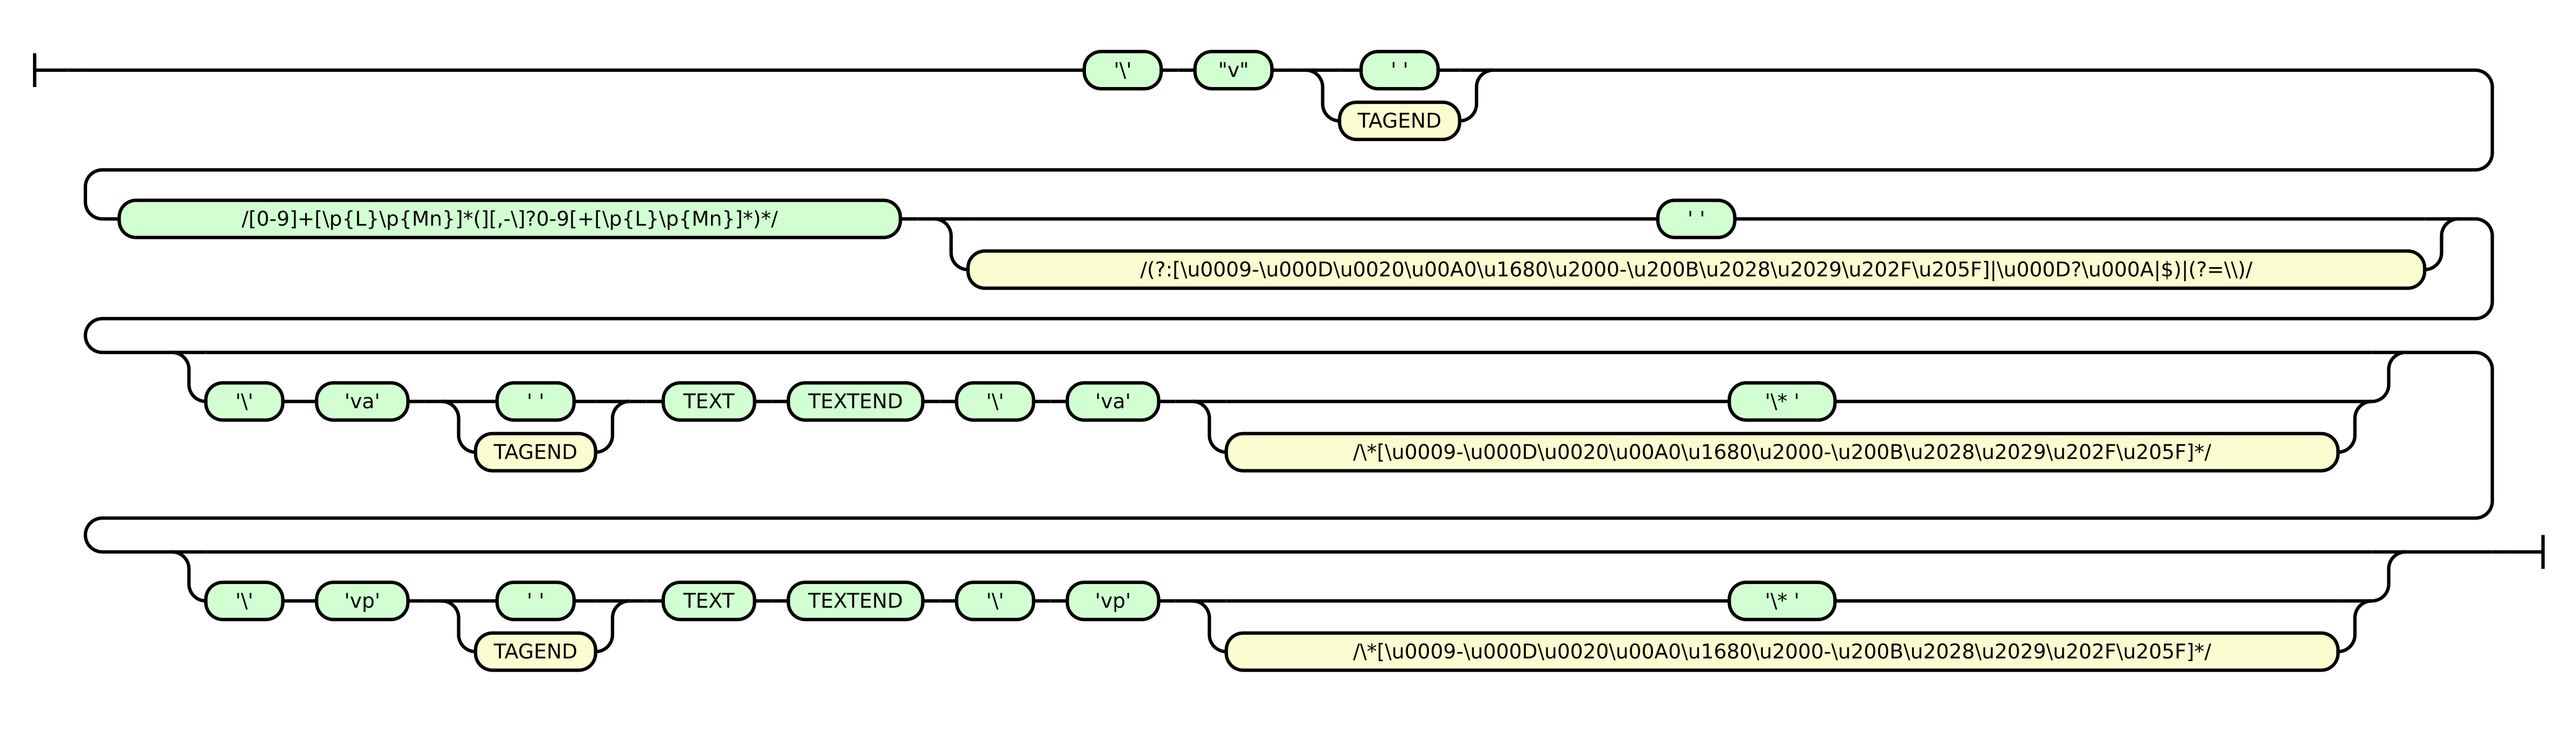 '\' "v" ' '
TAGEND
/[0-9]+[\p{L}\p{Mn}]*(][,-\]?0-9[+[\p{L}\p{Mn}]*)*/ ' '
/(?:[\u0009-\u000D\u0020\u00A0\u1680\u2000-\u200B\u2028\u2029\u202F\u205F]|\u000D?\u000A|$)|(?=\\)/
'\' 'va' ' ' TEXT TEXTEND '\' 'va' '\* '
TAGEND /\*[\u0009-\u000D\u0020\u00A0\u1680\u2000-\u200B\u2028\u2029\u202F\u205F]*/
'\' 'vp' ' ' TEXT TEXTEND '\' 'vp' '\* '
TAGEND /\*[\u0009-\u000D\u0020\u00A0\u1680\u2000-\u200B\u2028\u2029\u202F\u205F]*/